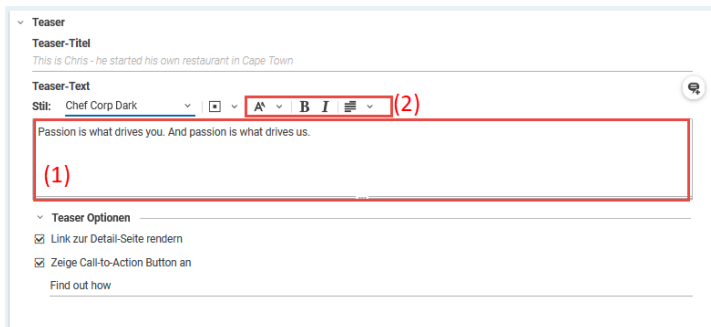 Teaser
Teaser-Titel
This is Chris - he started his own restaurant in Cape Town
Teaser-Text
Stil: Chef Corp Dark A B I (2)
Passion is what drives you. And passion is what drives us.
(1)
Teaser Optionen
Link zur Detail-Seite rendern
Zeige Call-to-Action Button an
Find out how